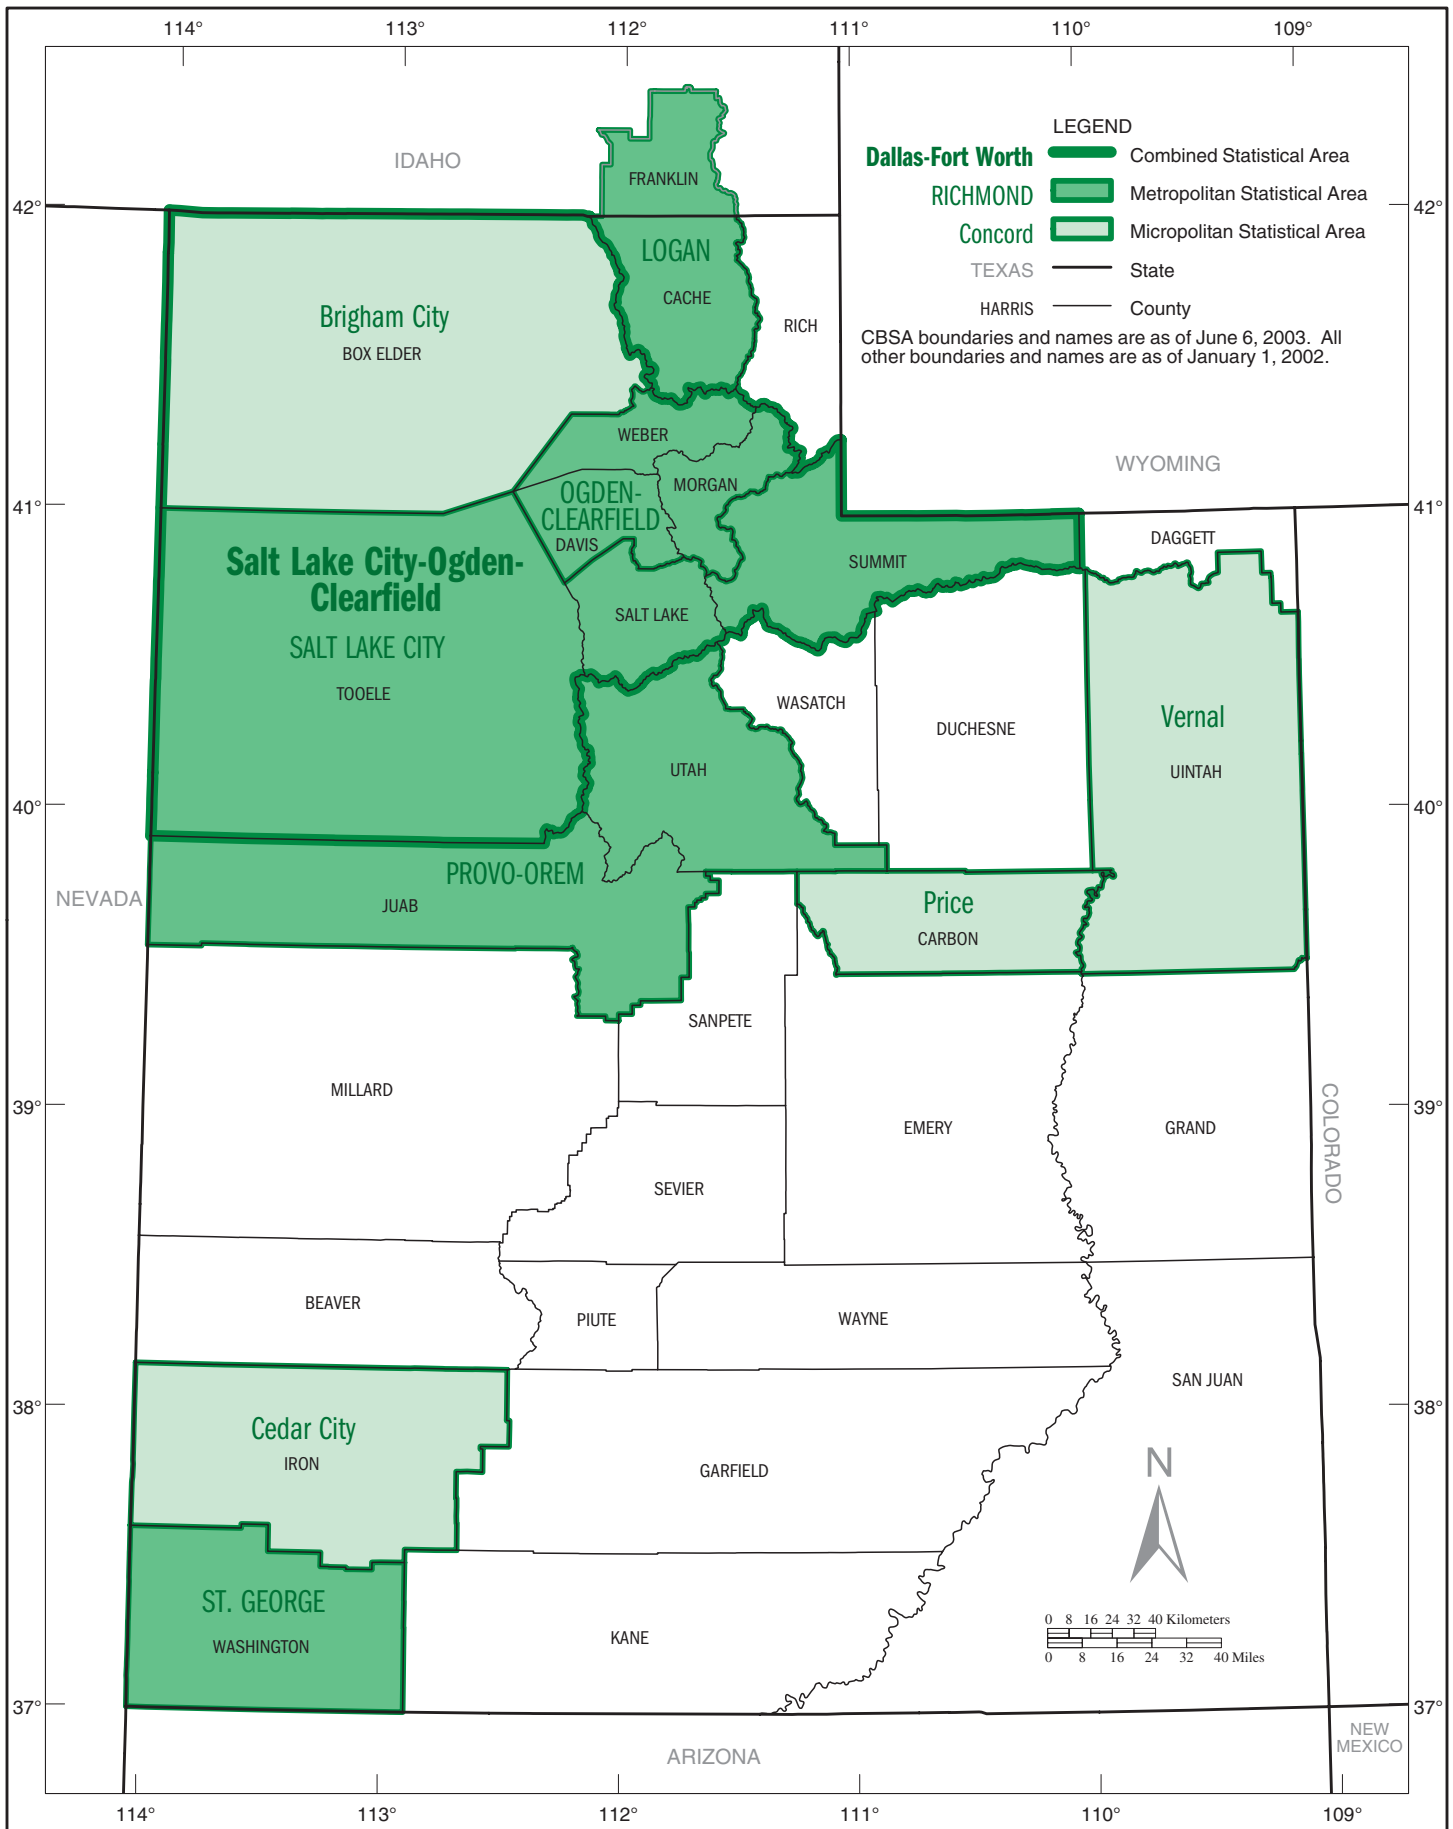 114° 113° 112° 111° 110° 109°
LEGEND
Dallas-Fort Worth Combined Statistical Area
RICHMOND Metropolitan Statistical Area
Concord Micropolitan Statistical Area
TEXAS State
HARRIS County
CBSA boundaries and names are as of June 6, 2003. All
other boundaries and names are as of January 1, 2002.
IDAHO
FRANKLIN
42° 42°
LOGAN
CACHE
RICH
Brigham City
BOX ELDER
WEBER
WYOMING
MORGAN
OGDEN-
CLEARFIELD
DAVIS
41° 41°
DAGGETT
SUMMIT
Salt Lake City-Ogden-
Clearfield
SALT LAKE
SALT LAKE CITY
TOOELE
WASATCH
DUCHESNE
Vernal
UINTAH
UTAH
40° 40°
PROVO-OREM
JUAB
NEVADA
Price
CARBON
SANPETE
MILLARD
39° 39°
EMERY
GRAND
COLORADO
SEVIER
BEAVER
PIUTE
WAYNE
SAN JUAN
38° 38°
Cedar City
IRON
GARFIELD
N
ST. GEORGE
WASHINGTON
KANE
0 8 16 24 32 40 Kilometers
0 8 16 24 32 40 Miles
37° 37°
NEW
MEXICO
ARIZONA
114° 113° 112° 111° 110° 109°